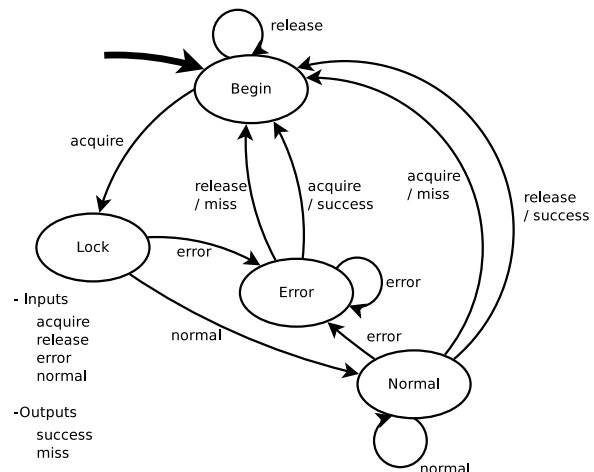 release
Begin
acquire
release
/ miss
acquire
/ success
acquire
/ miss
release
/ success
Lock
error
Error
error
normal
error
Normal
normal
- Inputs
acquire
release
error
normal
-Outputs
success
miss